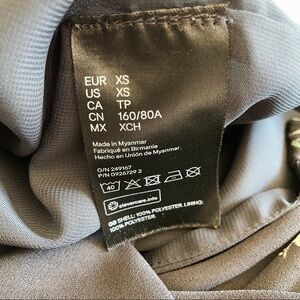 EUR XS
US XS
CA TP
CN 160/80A
MX XCH
Made in Myanmar
Fabriqué en Birmanie
Hecho en Unión de Myanmar.
O/N 249167
P/N 0926729 2
40
clevercare.info
GB SHELL: 100% POLYESTER. LINING:
100% POLYESTER.